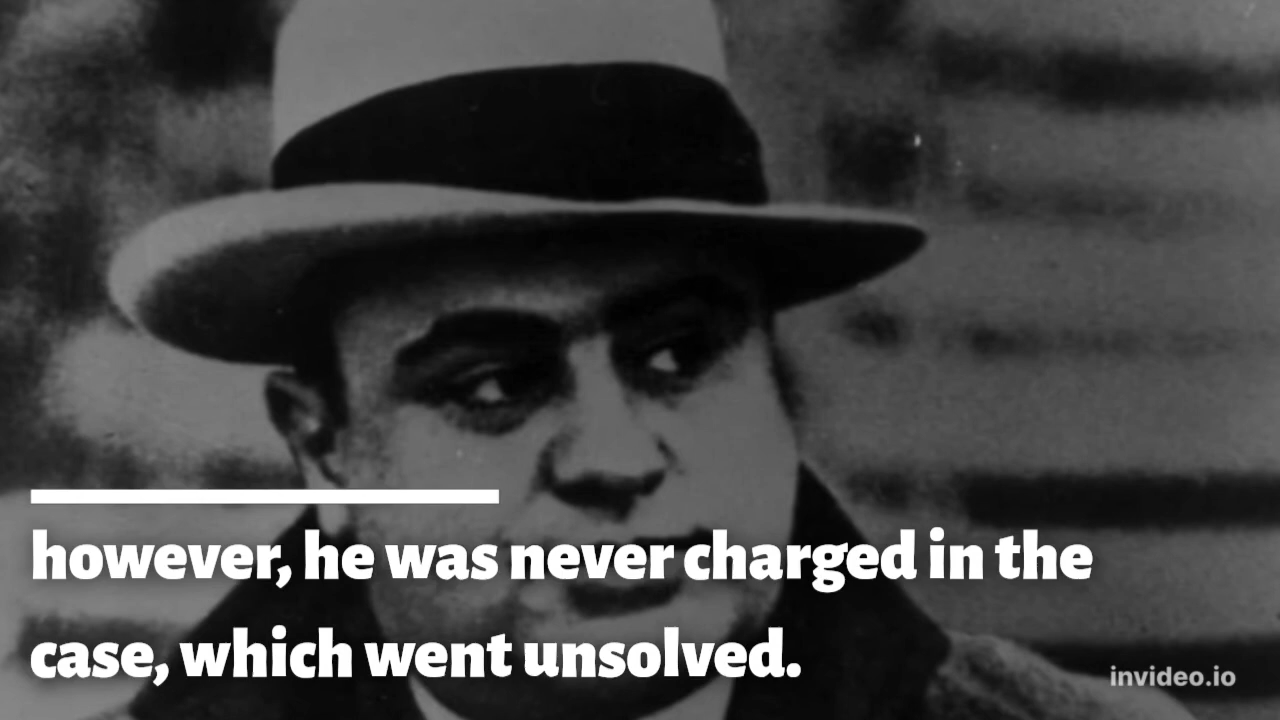 however, he was never charged in the
case, which went unsolved.
invideo.io